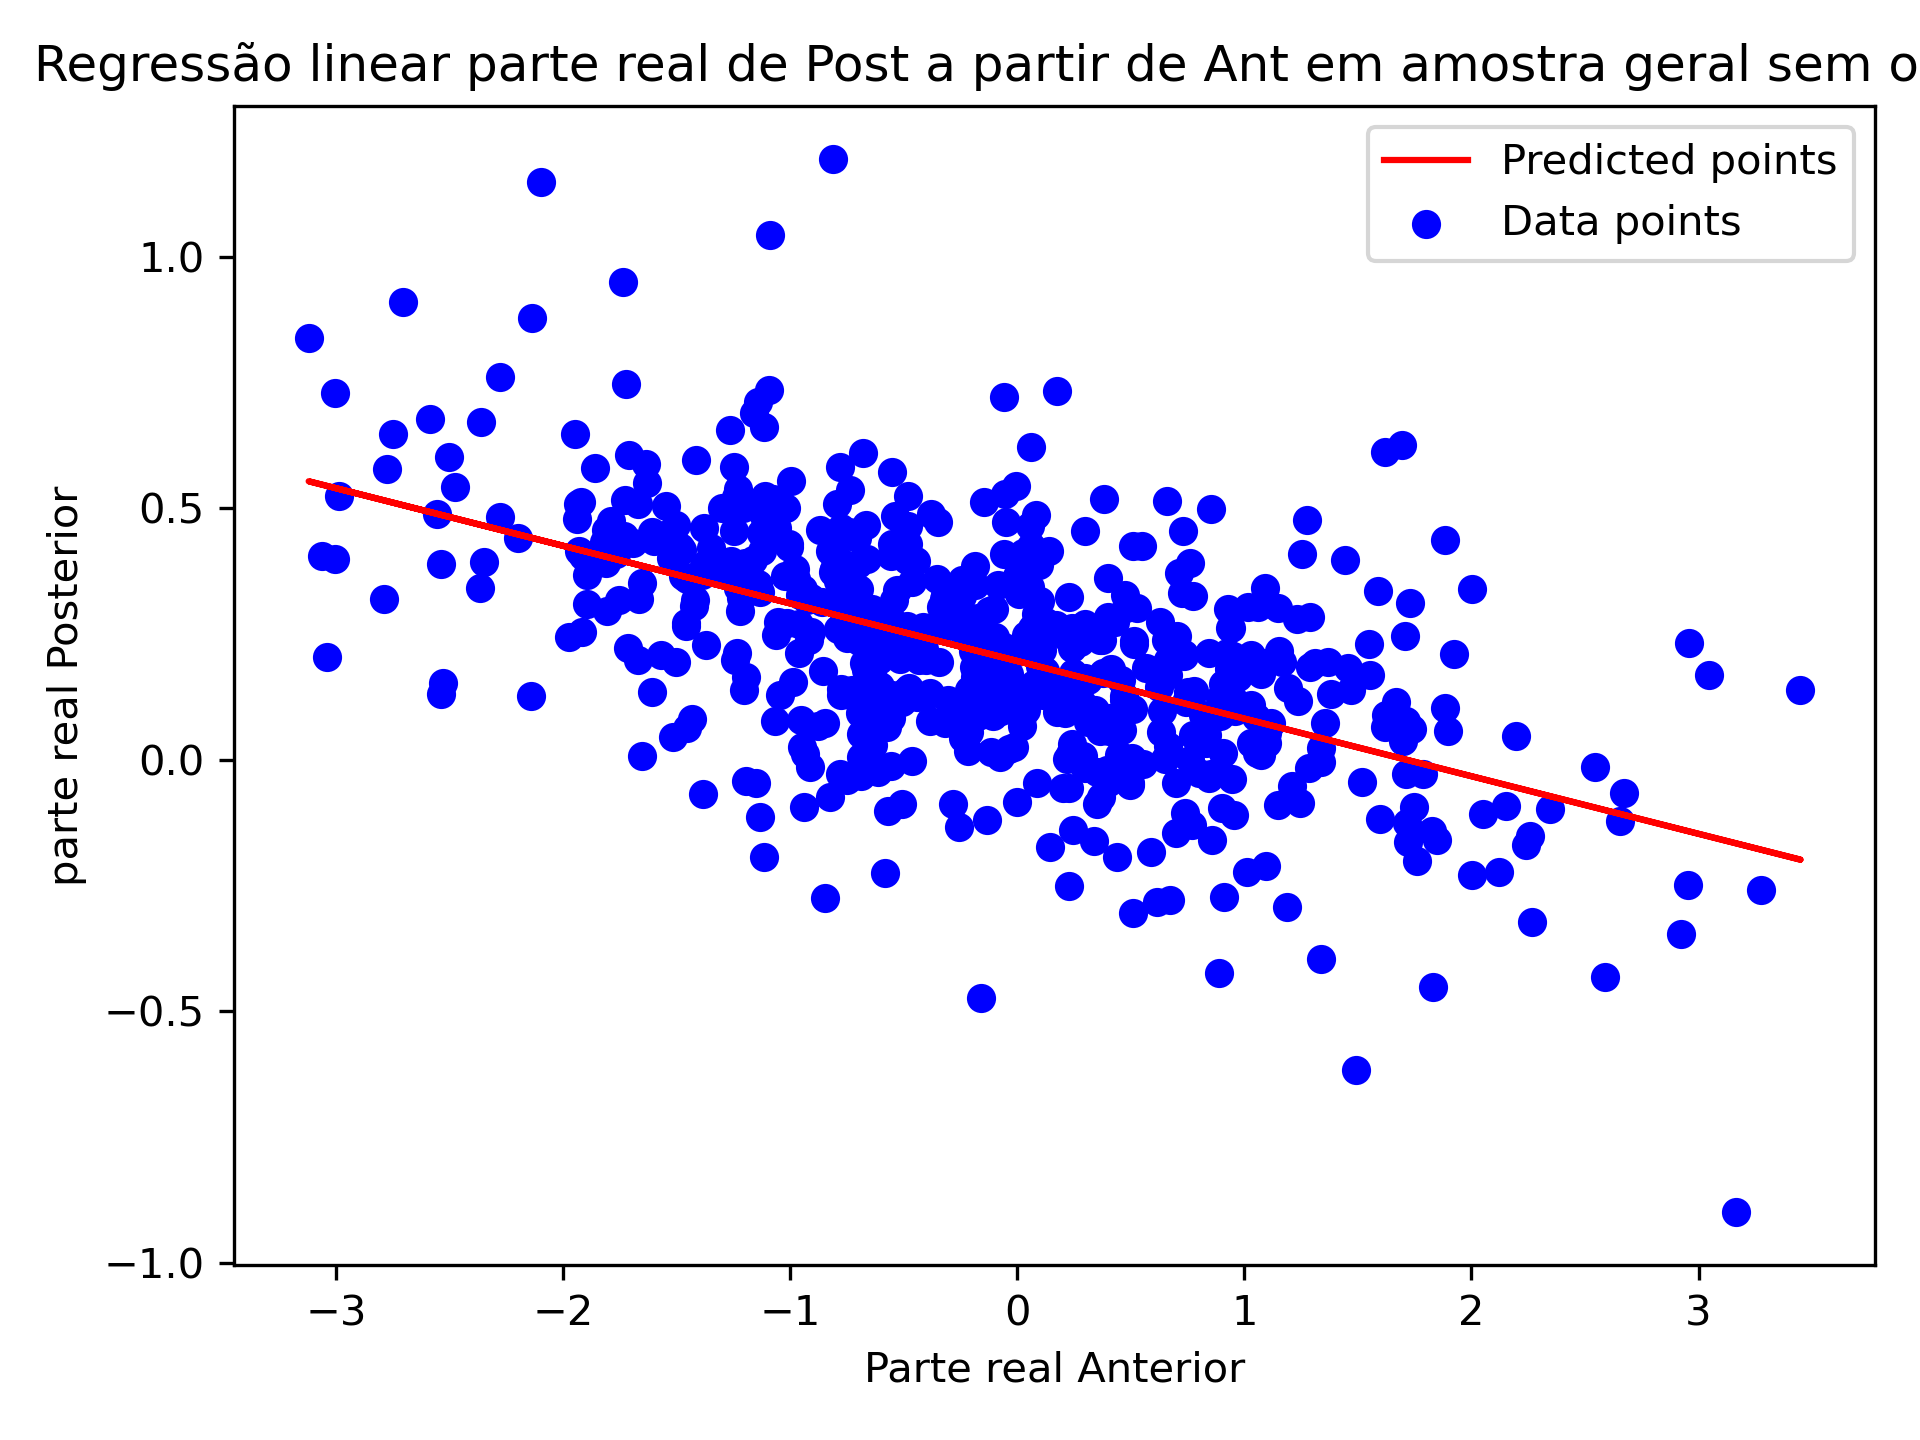 Regressão linear parte real de Post a partir de Ant em amostra geral sem o
Predicted points
Data points
1.0
0.5
0.0
−0.5
−1.0
parte real Posterior
−3 −2 −1 0 1 2 3
Parte real Anterior